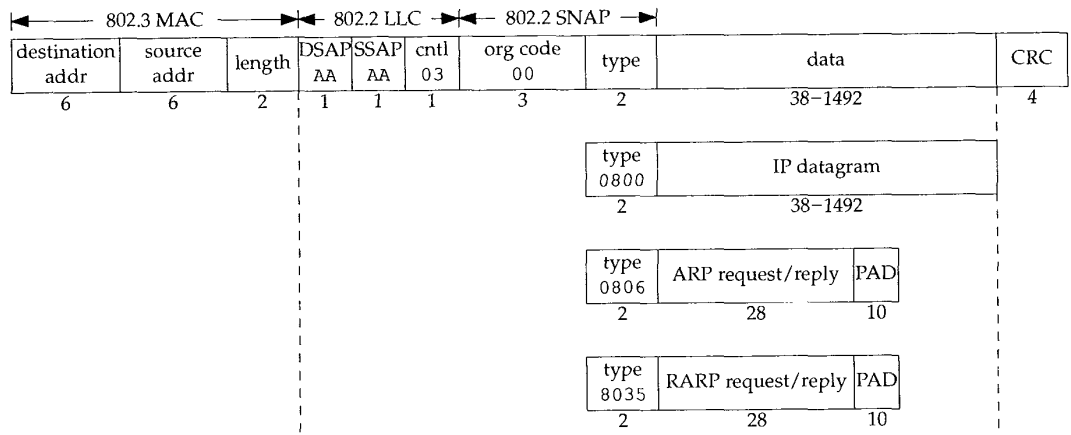 802.3 MAC 802.2 LLC 802.2 SNAP
destination addr source addr length DSAP AA SSAP AA cntl 03 org code 00 type data CRC
6 6 2 1 1 1 3 2 38–1492 4
type 0800 IP datagram
2 38–1492
type 0806 ARP request/reply PAD
2 28 10
type 8035 RARP request/reply PAD
2 28 10